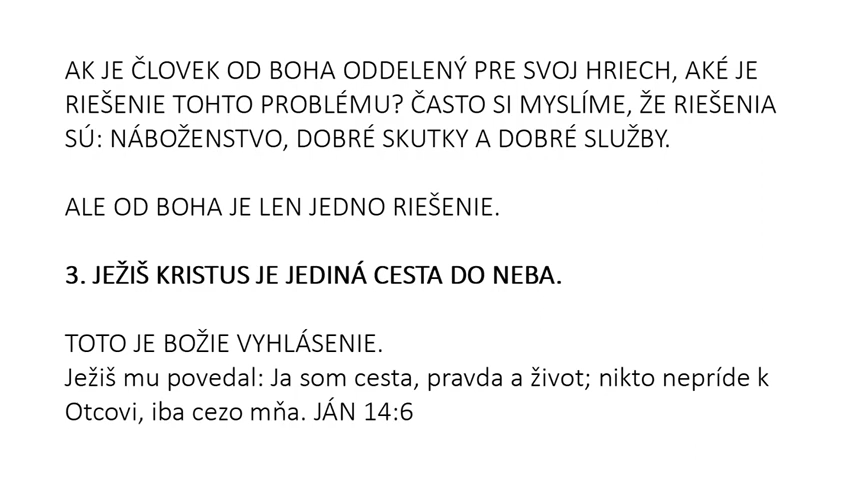 AK JE ČLOVEK OD BOHA ODDELENÝ PRE SVOJ HRIECH, AKÉ JE
RIEŠENIE TOHTO PROBLÉMU? ČASTO SI MYSLÍME, ŽE RIEŠENIA
SÚ: NÁBOŽENSTVO, DOBRÉ SKUTKY A DOBRÉ SLUŽBY.
ALE OD BOHA JE LEN JEDNO RIEŠENIE.
3. JEŽIŠ KRISTUS JE JEDINÁ CESTA DO NEBA.
TOTO JE BOŽIE VYHLÁSENIE.
Ježiš mu povedal: Ja som cesta, pravda a život; nikto nepríde k
Otcovi, iba cezo mňa. JÁN 14:6